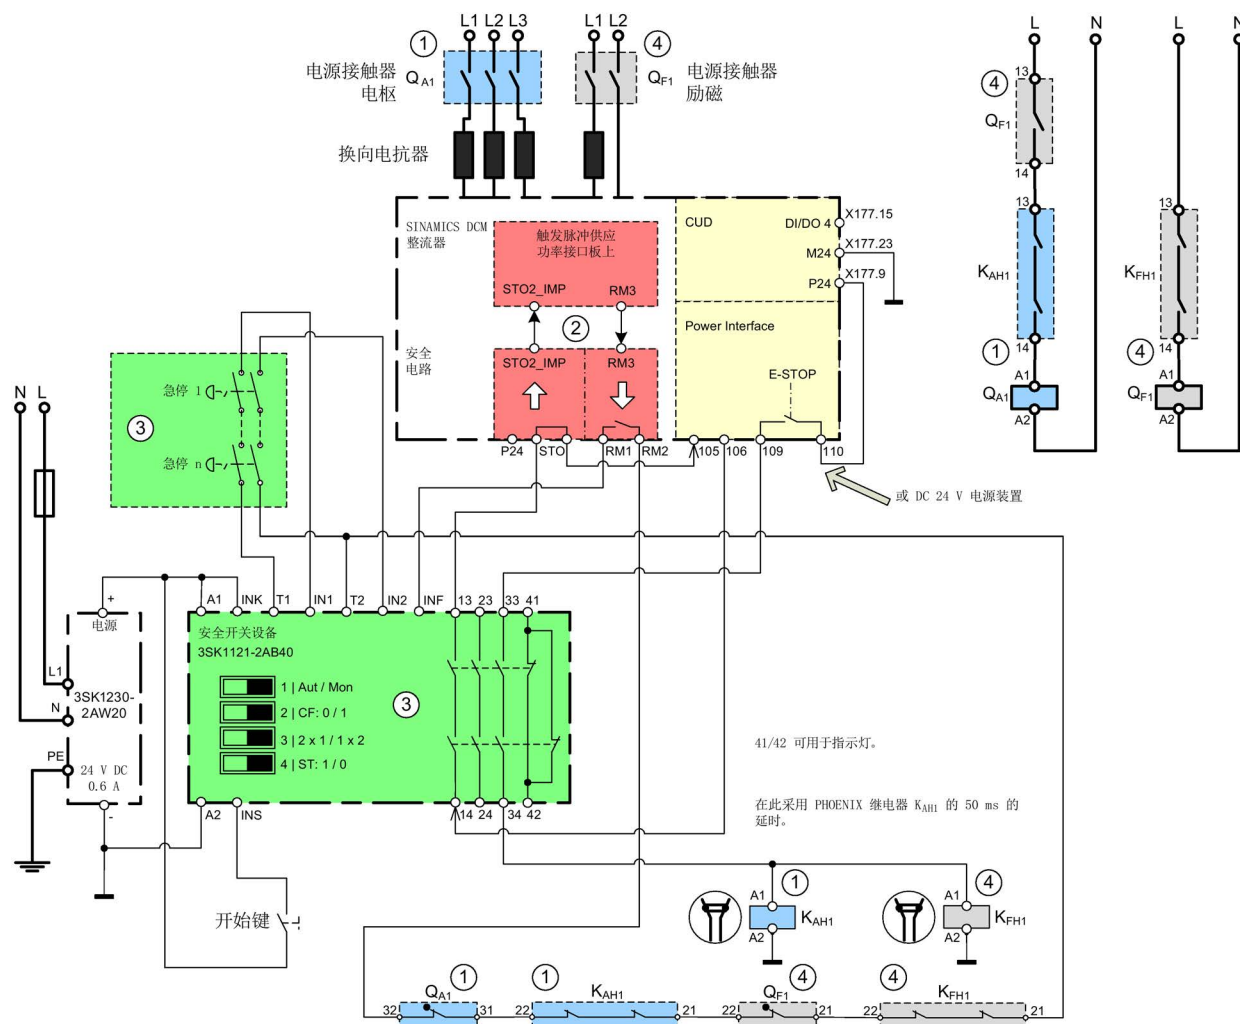 L1 L2 L3
L1 L2
①
电源接触器
电枢
QA1
④
QF1
电源接触器
励磁
换向电抗器
L N
L N
④
13
QF1
14
13
KAH1
14
①
A1
QA1
A2
13
KFH1
14
④
A1
QF1
A2
SINAMICS DCM
整流器
触发脉冲供应
功率接口板上
STO2_IMP RM3
②
安全
电路
STO2_IMP RM3
CUD
DI/DO 4 X177.15
M24 X177.23
P24 X177.9
Power Interface
E-STOP
P24 STO RM1 RM2 105 106 109 110
或 DC 24 V 电源装置
急停 1
③
急停 n
N L
+
电源
L1
3SK1230-
2AW20
N
PE
24 V DC
0.6 A
-
A1 INK T1 IN1 T2 IN2 INF 13 23 33 41
安全开关设备
3SK1121-2AB40
1 | Aut / Mon
2 | CF: 0 / 1
3 | 2 x 1 / 1 x 2
4 | ST: 1 / 0
③
A2 INS 14 24 34 42
开始键
41/42 可用于指示灯。
在此采用 PHOENIX 继电器 KAH1 的 50 ms 的
延时。
A1 ①
KAH1
A2
A1 ④
KFH1
A2
QA1 ① ① KAH1 QF1 ④ ④ KFH1
32 31 22 21 22 21 22 21